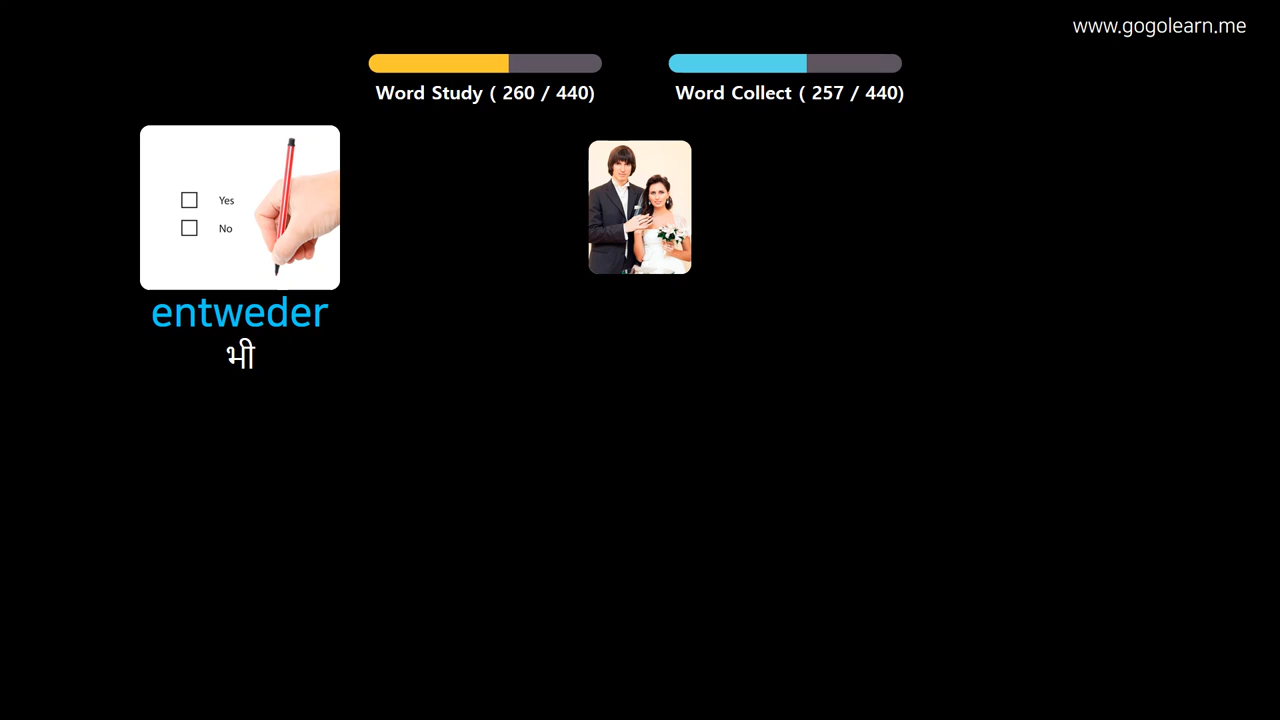 www.gogolearn.me
Word Study ( 260 / 440)
Word Collect ( 257 / 440)
Yes
No
entweder
भी